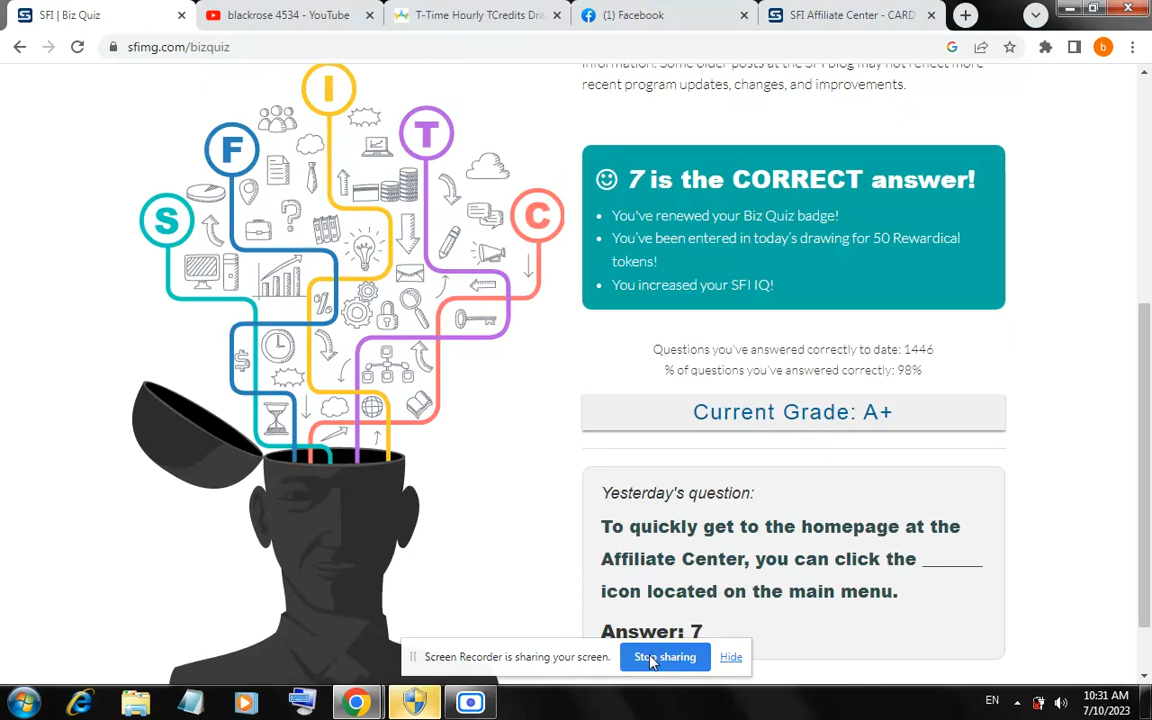 SFI | Biz Quiz
blackrose 4534 - YouTube
T-Time Hourly TCredits Dra
(1) Facebook
SFI Affiliate Center - CARD
sfimg.com/bizquiz
G
b
information. Some older posts at the SFI blog may not reflect more
recent program updates, changes, and improvements.
S
F
I
T
C
?
%
$
7 is the CORRECT answer!
• You've renewed your Biz Quiz badge!
• You've been entered in today's drawing for 50 Rewardical
tokens!
• You increased your SFI IQ!
Questions you've answered correctly to date: 1446
% of questions you've answered correctly: 98%
Current Grade: A+
Yesterday's question:
To quickly get to the homepage at the
Affiliate Center, you can click the ______
icon located on the main menu.
Answer: 7
Screen Recorder is sharing your screen.
Stop sharing
Hide
EN
10:31 AM
7/10/2023